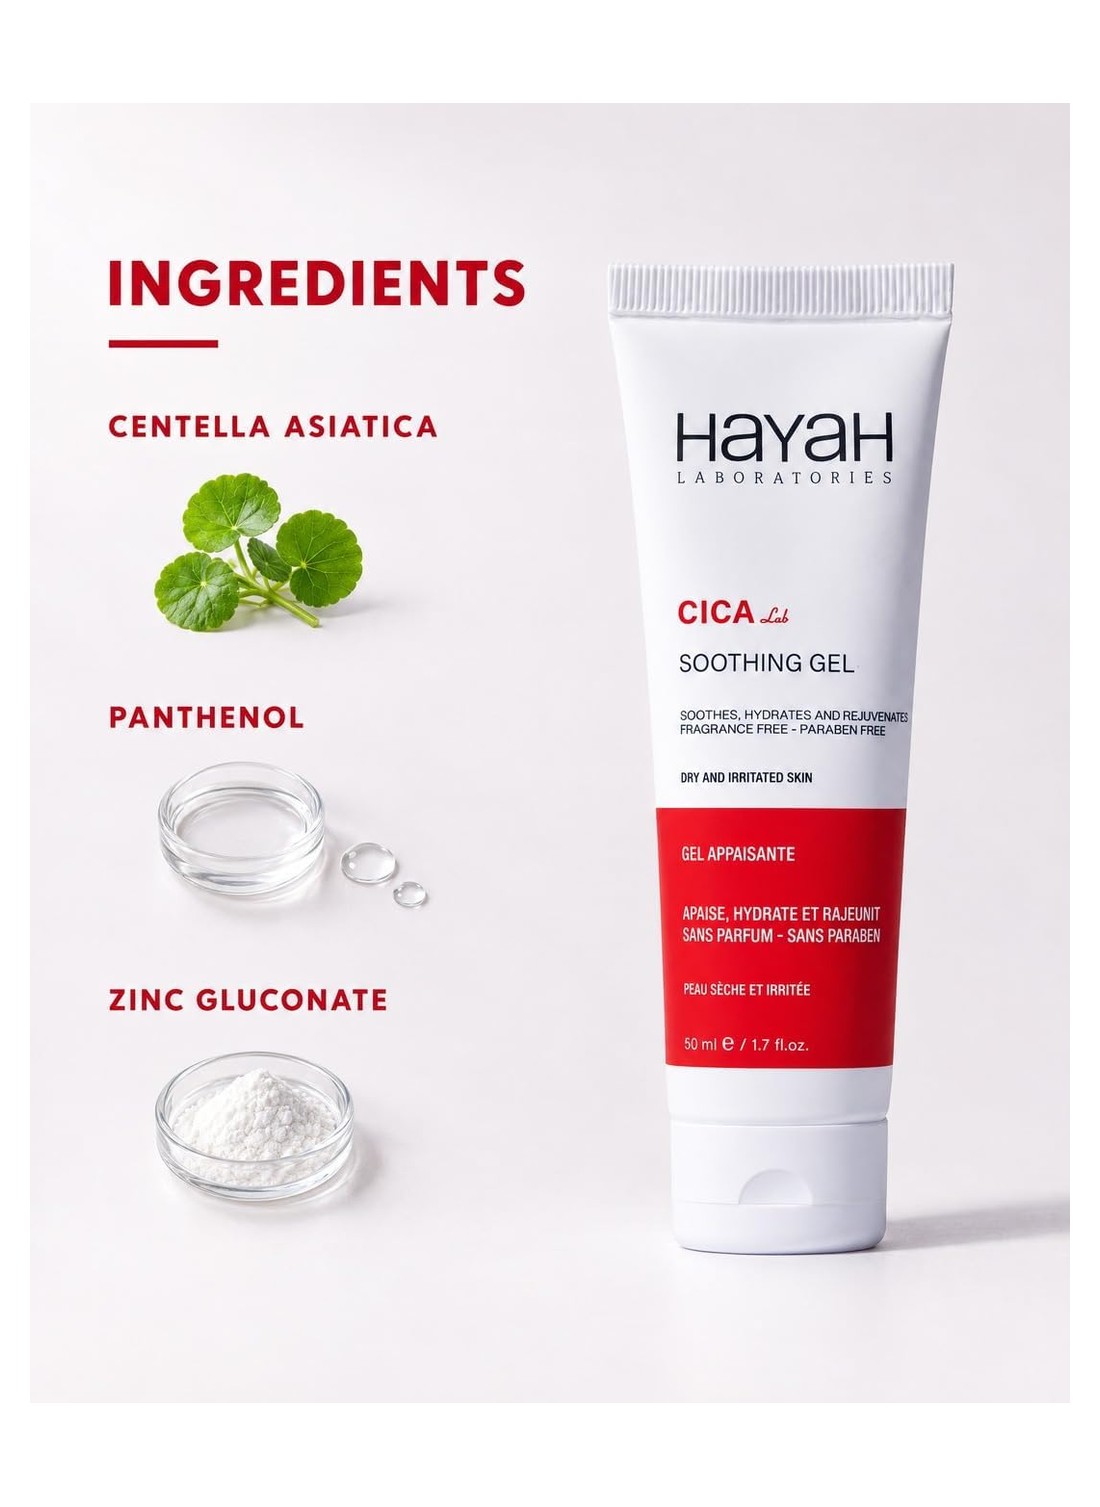 INGREDIENTS
CENTELLA ASIATICA
PANTHENOL
ZINC GLUCONATE
HAYAH
LABORATORIES
CICA Lab
SOOTHING GEL
SOOTHES, HYDRATES AND REJUVENATES
FRAGRANCE FREE - PARABEN FREE
DRY AND IRRITATED SKIN
GEL APPAISANTE
APAISE, HYDRATE ET RAJEUNIT
SANS PARFUM - SANS PARABEN
PEAU SÈCHE ET IRRITÉE
50 ml e / 1.7 fl.oz.